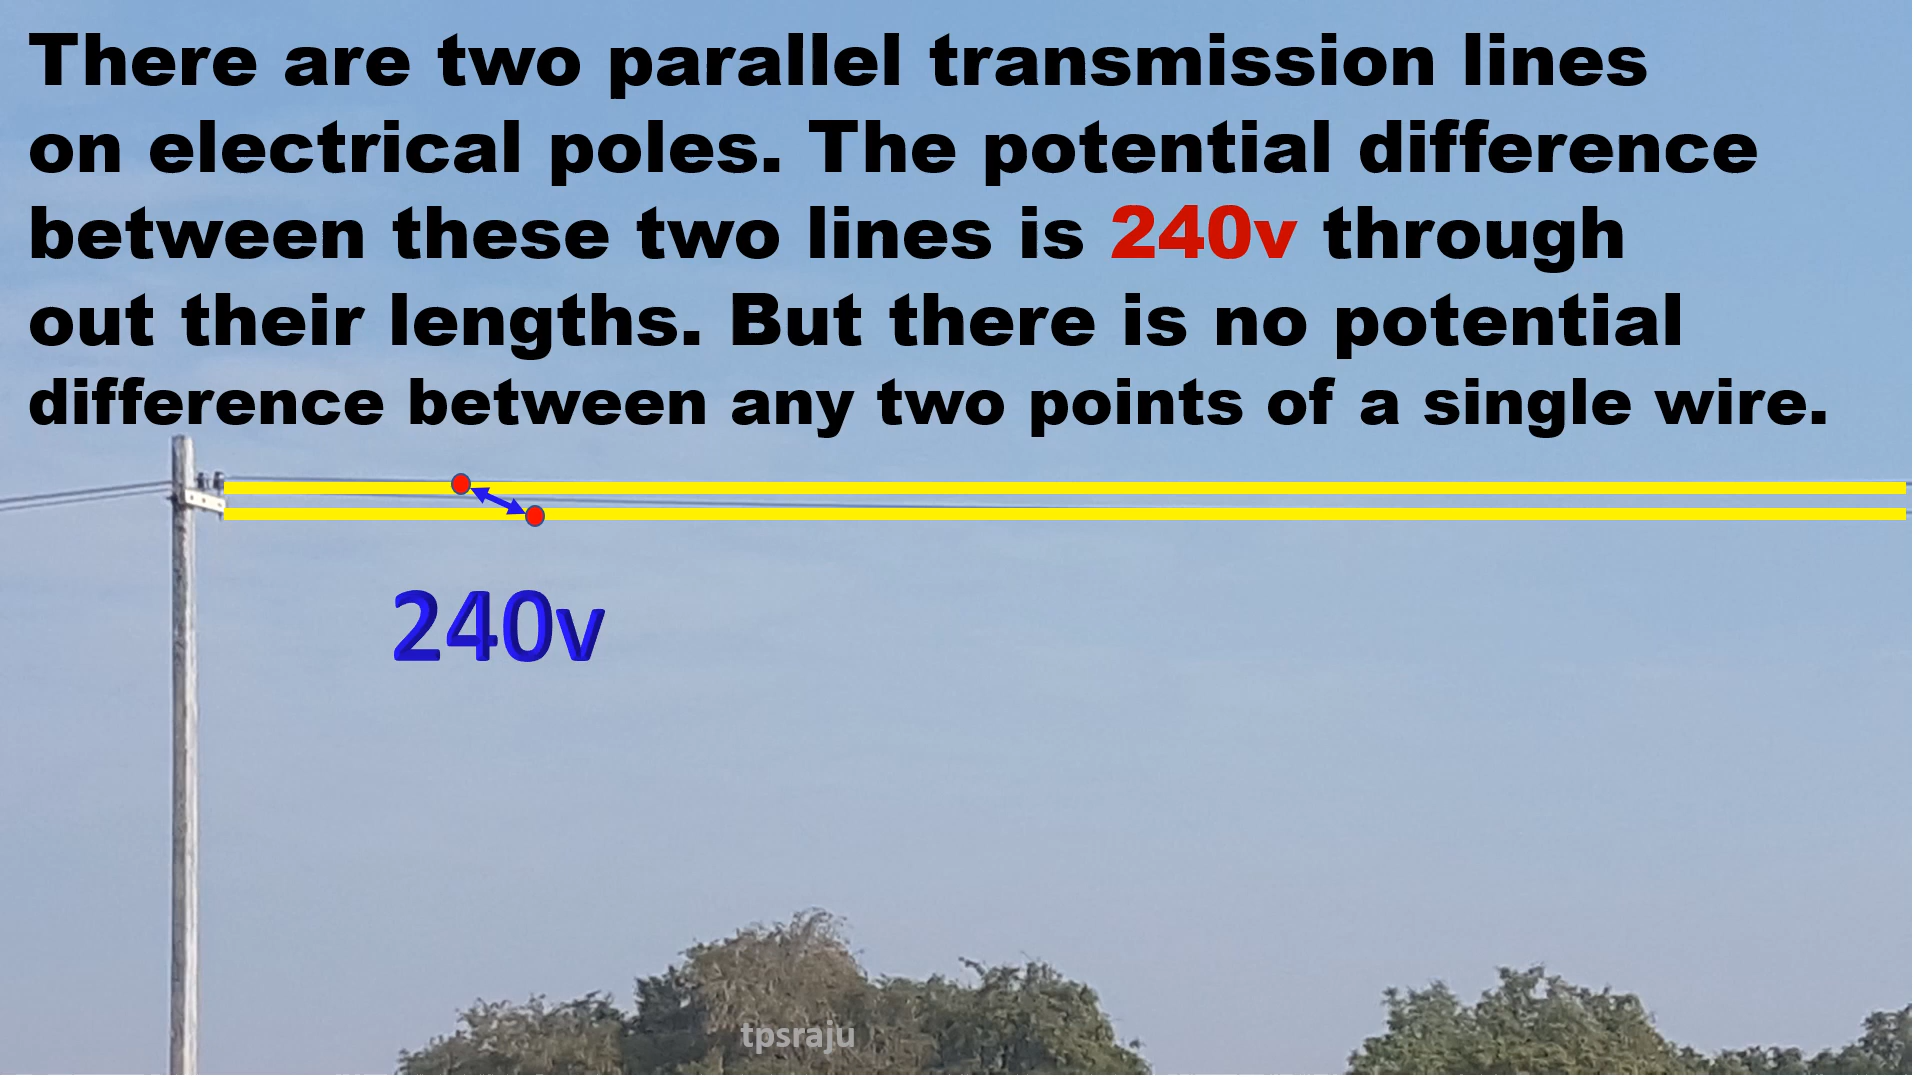 There are two parallel transmission lines
on electrical poles. The potential difference
between these two lines is 240v through
out their lengths. But there is no potential
difference between any two points of a single wire.
240v
tpsraju